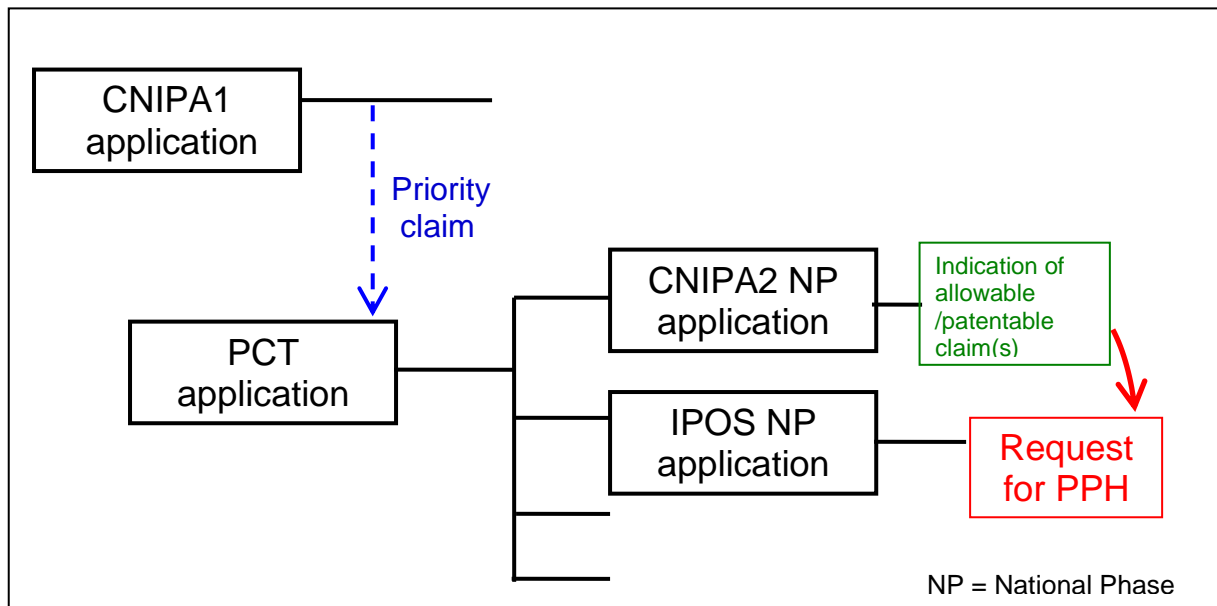 CNIPA1
application
Priority
claim
PCT
application
CNIPA2 NP
application
Indication of
allowable
/patentable
claim(s)
IPOS NP
application
Request
for PPH
NP = National Phase